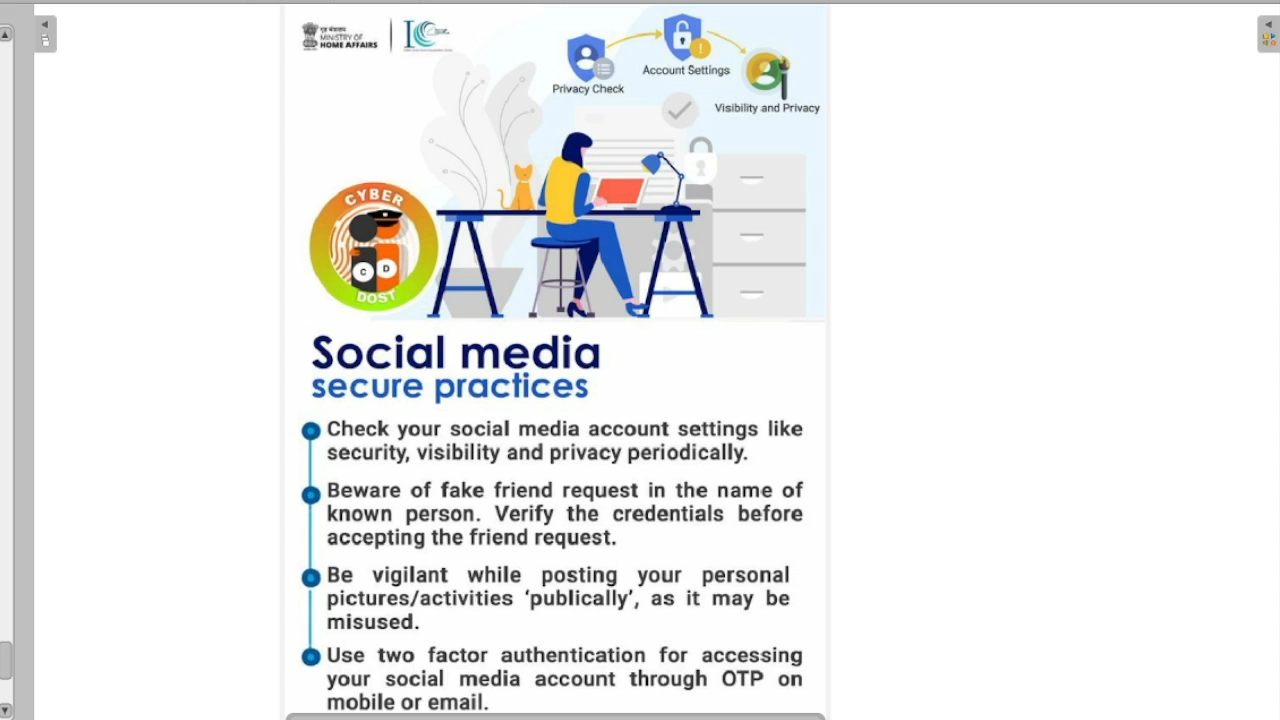 गृह मंत्रालय
MINISTRY OF
HOME AFFAIRS
Privacy Check
Account Settings
Visibility and Privacy
CYBER
C D
DOST
Social media
secure practices
Check your social media account settings like
security, visibility and privacy periodically.
Beware of fake friend request in the name of
known person. Verify the credentials before
accepting the friend request.
Be vigilant while posting your personal
pictures/activities ‘publically’, as it may be
misused.
Use two factor authentication for accessing
your social media account through OTP on
mobile or email.